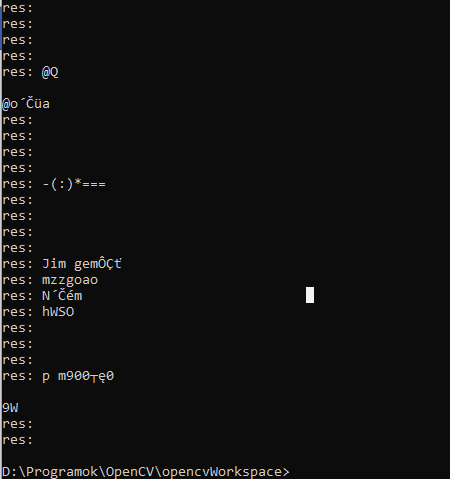 res:
res:
res:
res:
res: @Q

@o´Čüa
res:
res:
res:
res:
res: -(:)*===
res:
res:
res:
res:
res: Jim gemÔÇť
res: mzzgoao
res: N´Čém
res: hWSO
res:
res:
res:
res: p m900┬ę0

9W
res:
res:

D:\Programok\OpenCV\opencvWorkspace>